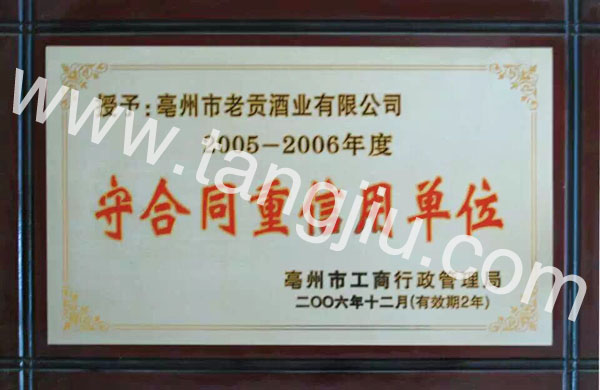 授予：亳州市老贡酒业有限公司
2005-2006年度
守合同重信用单位
亳州市工商行政管理局
二〇〇六年十二月(有效期2年)
www.tangjiu.com